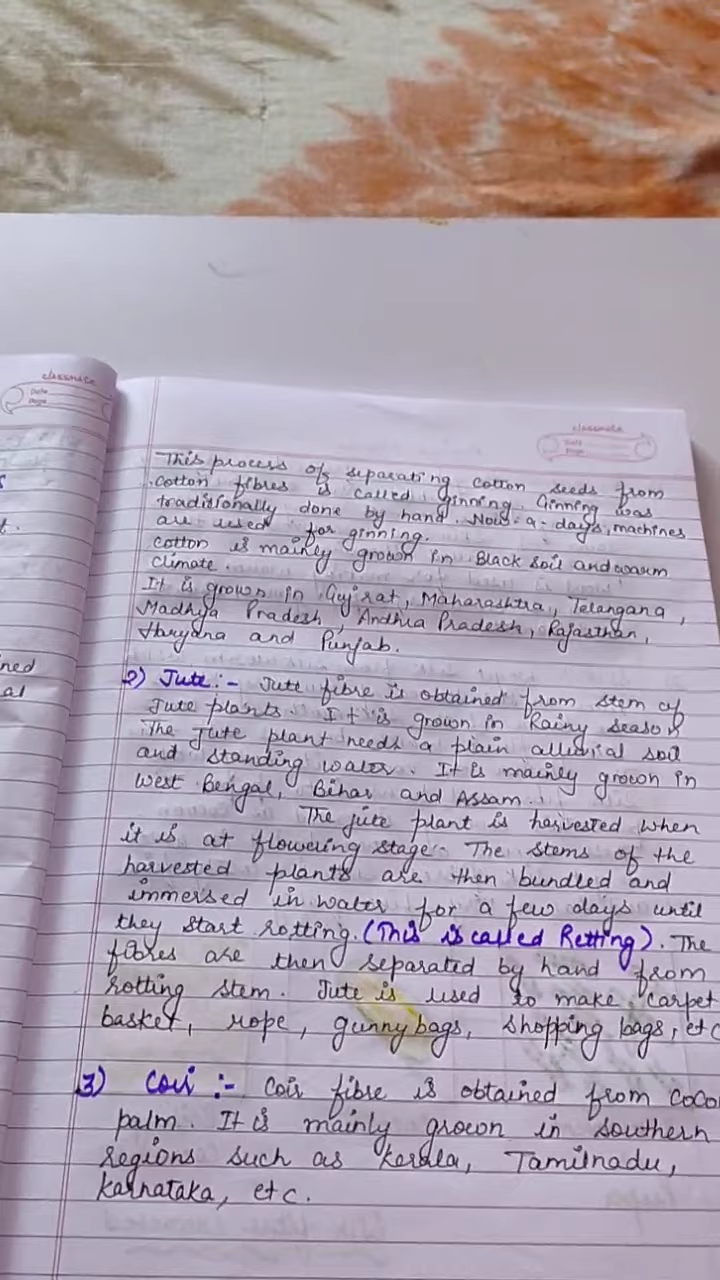 classmate
Date
Page
ned
al
t.
classmate
Date
Page
This process of separating cotton seeds from
cotton fibres is called ginning. Ginning was
traditionally done by hand. Now-a-days, machines
are used for ginning.
Cotton is mainly grown in Black soil and warm
climate.
It is grown in Gujrat, Maharashtra, Telangana,
Madhya Pradesh, Andhra Pradesh, Rajasthan,
Haryana and Punjab.
2) Jute :- Jute fibre is obtained from stem of
Jute plants. It is grown in Rainy season
The Jute plant needs a plain alluvial soil
and standing water. It is mainly grown in
West Bengal, Bihar and Assam.
The jute plant is harvested when
it is at flowering stage. The stems of the
harvested plants are then bundled and
immersed in water for a few days until
they start rotting. (This is called Retting). The
fibres are then separated by hand from
rotting stem. Jute is used to make carpet
basket, rope, gunny bags, shopping bags, etc
3) Coir :- Coir fibre is obtained from Coco
palm. It is mainly grown in southern
regions such as Kerala, Tamilnadu,
Karnataka, etc.